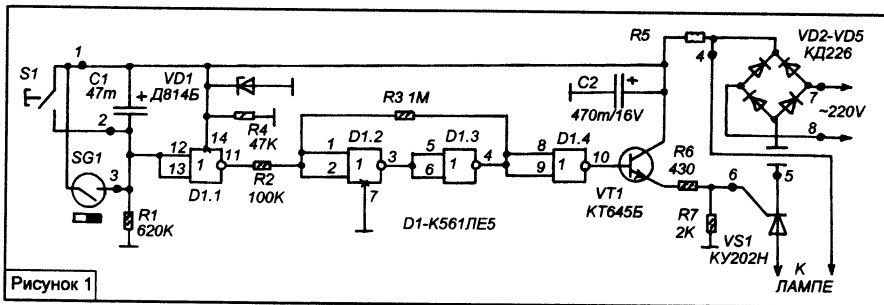 S1
1
C1
47m
+
2
SG1
3
R1
620K
VD1
Д814Б
14
R4
47K
12
13
1
11
D1.1
R2
100K
R3 1M
1
2
D1.2
1
3
7
5
6
D1.3
1
4
8
9
D1.4
1
10
D1-К561ЛЕ5
C2
+
470m/16V
VT1
КТ645Б
R5
4
R6
430
6
R7
2K
VS1
КУ202Н
5
VD2-VD5
КД226
7
~220V
8
К
ЛАМПЕ
Рисунок 1